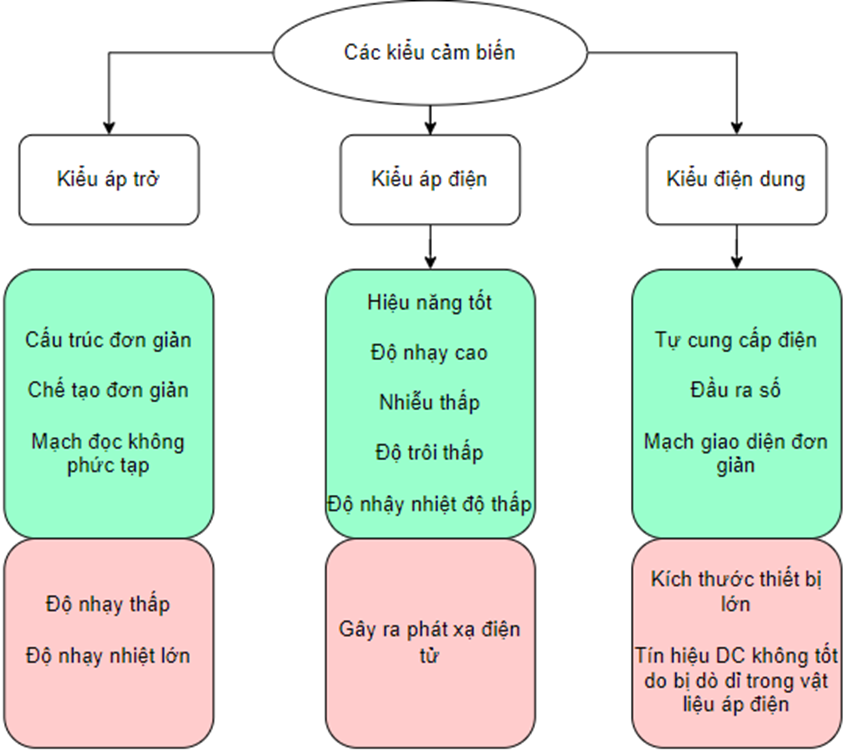 Các kiểu cảm biến
Kiểu áp trở
Kiểu áp điện
Kiểu điện dung
Cấu trúc đơn giản
Chế tạo đơn giản
Mạch đọc không
phức tạp
Độ nhạy thấp
Độ nhạy nhiệt lớn
Hiệu năng tốt
Độ nhạy cao
Nhiễu thấp
Độ trôi thấp
Độ nhậy nhiệt độ thấp
Gây ra phát xạ điện
từ
Tự cung cấp điện
Đầu ra số
Mạch giao diện đơn
giản
Kích thước thiết bị
lớn
Tín hiệu DC không tốt
do bị dò dỉ trong vật
liệu áp điện